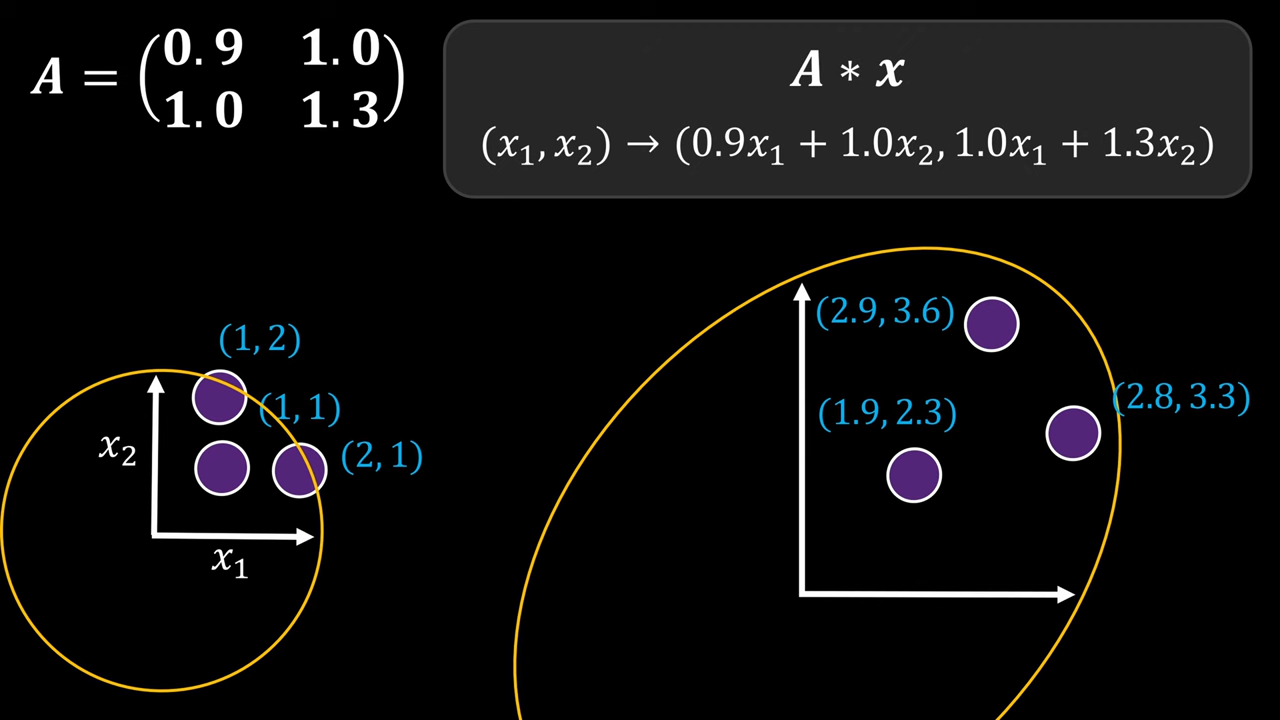 A = (0.9 1.0
1.0 1.3)
A * x
(x₁, x₂) → (0.9x₁ + 1.0x₂, 1.0x₁ + 1.3x₂)
(1, 2)
(1, 1)
(2, 1)
x₂
x₁
(2.9, 3.6)
(1.9, 2.3)
(2.8, 3.3)